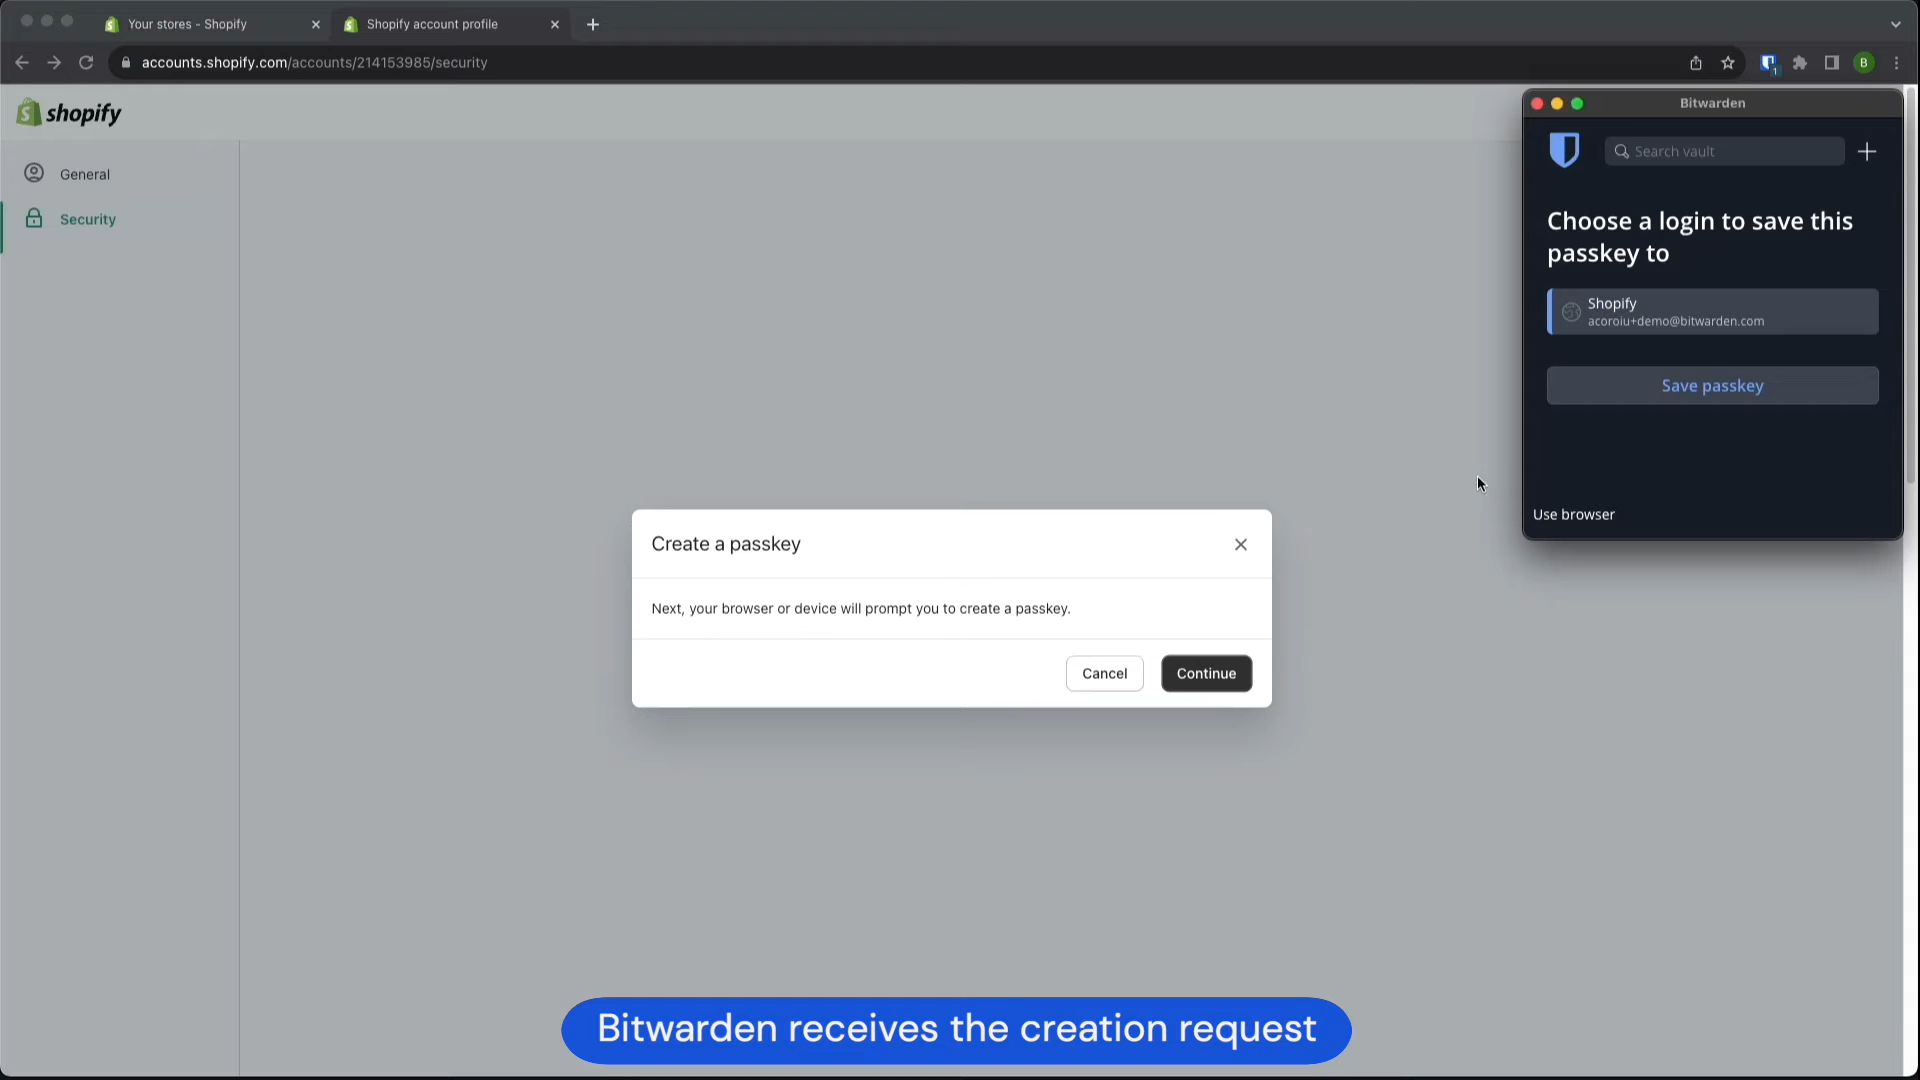 Your stores - Shopify
Shopify account profile
accounts.shopify.com/accounts/214153985/security
1
B
shopify
General
Security
Bitwarden
Search vault
Choose a login to save this
passkey to
Shopify
acoroiu+demo@bitwarden.com
Save passkey
Use browser
Create a passkey
Next, your browser or device will prompt you to create a passkey.
Cancel
Continue
Bitwarden receives the creation request